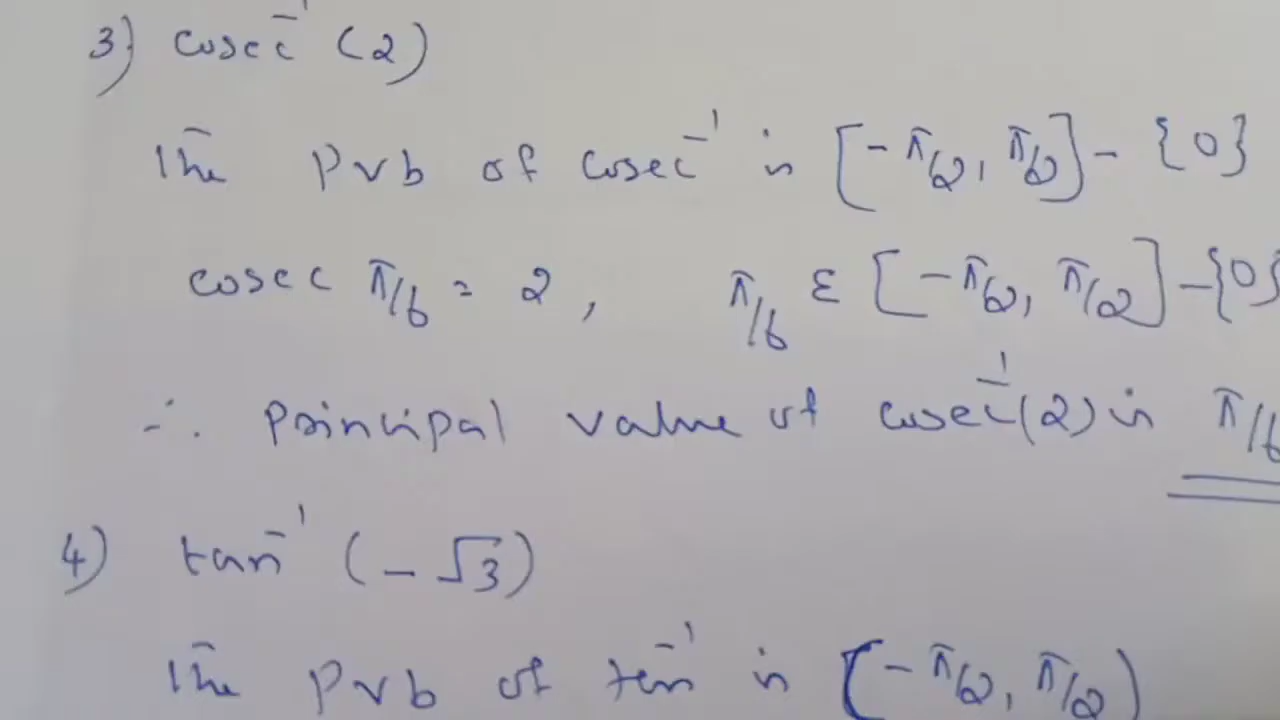 3) cosec⁻¹ (2)
The Pvb of cosec⁻¹ is [-π/2, π/2] - {0}
cosec π/6 = 2, π/6 ε [-π/2, π/2] - {0}
∴ Principal value of cosec⁻¹(2) is π/6
4) tan⁻¹ (-√3)
The Pvb of tan⁻¹ is (-π/2, π/2)